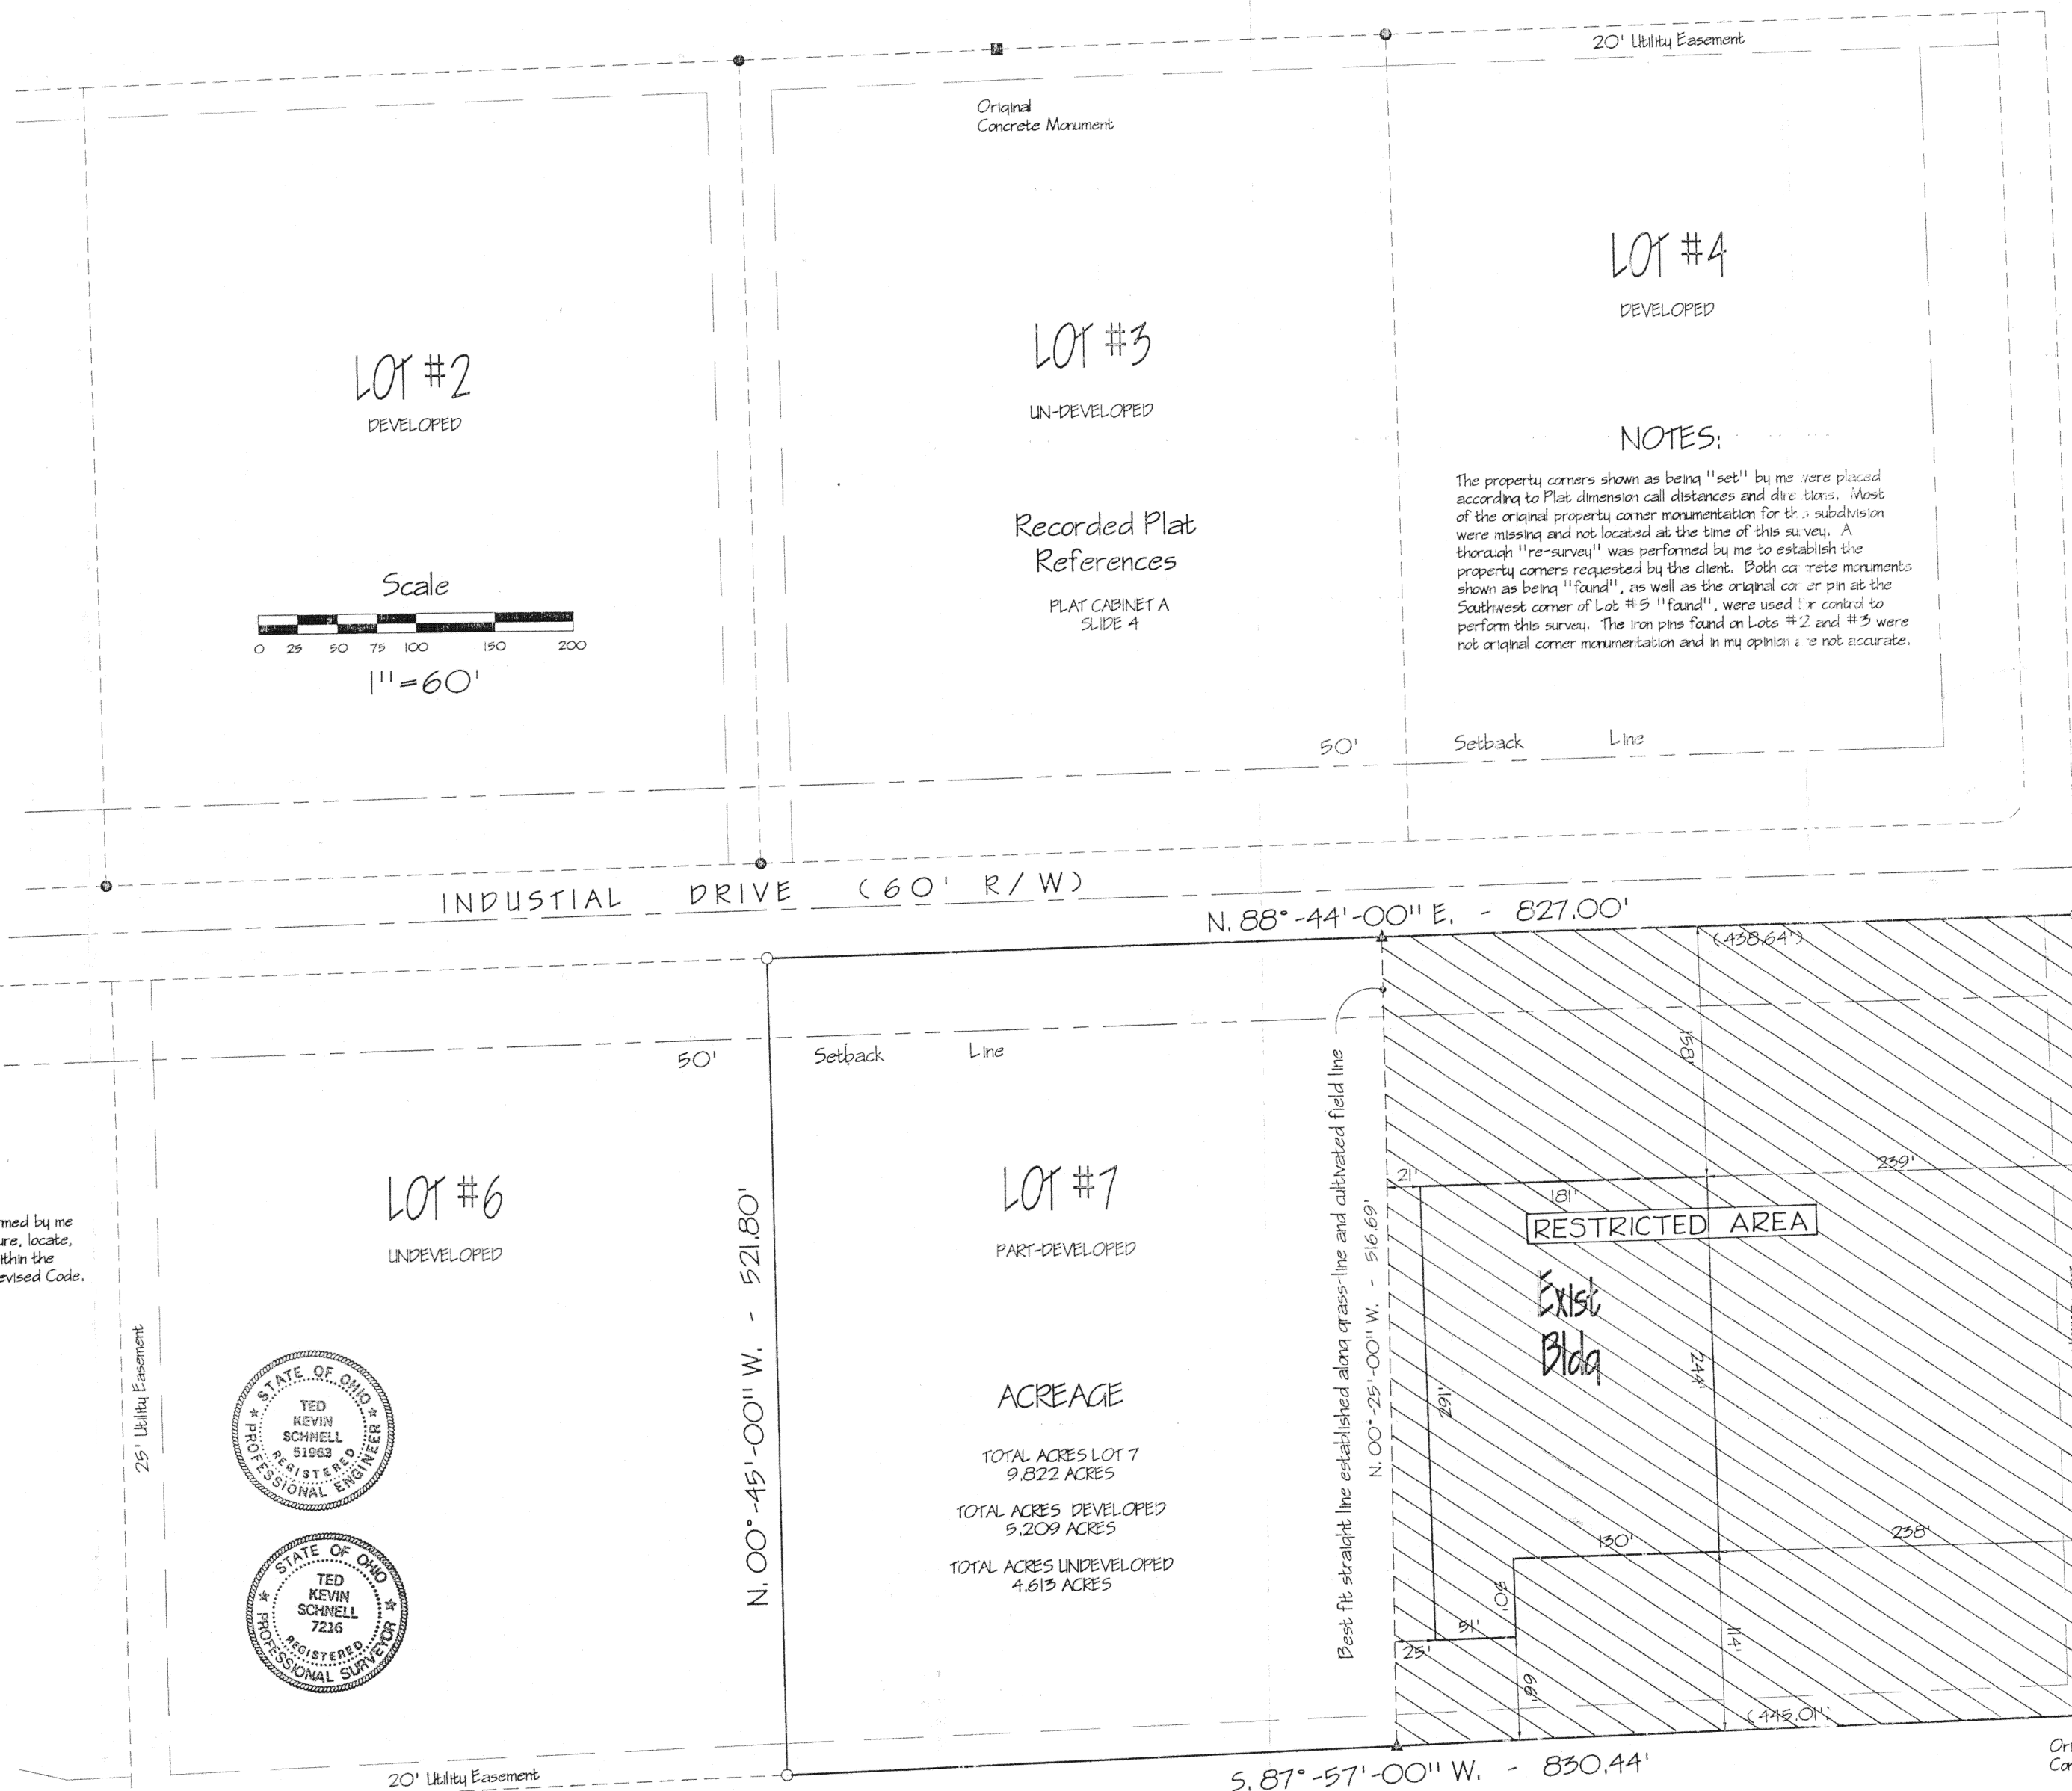 20' Utility Easement
Original
Concrete Monument
LOT #2
DEVELOPED
LOT #3
UN-DEVELOPED
LOT #4
DEVELOPED
Recorded Plat
References
PLAT CABINET A
SLIDE 4
NOTES:
The property corners shown as being "set" by me were placed
according to Plat dimension call distances and directions. Most
of the original property corner monumentation for this subdivision
were missing and not located at the time of this survey. A
thorough "re-survey" was performed by me to establish the
property corners requested by the client. Both concrete monuments
shown as being "found", as well as the original corner pin at the
Southwest corner of Lot #5 "found", were used for control to
perform this survey. The iron pins found on Lots #2 and #3 were
not original corner monumentation and in my opinion are not accurate.
Scale
0 25 50 75 100 150 200
1"=60'
50' Setback Line
INDUSTIAL DRIVE (60' R/W)
N. 88°-44'-00" E. - 827.00'
(438.64')
158'
50' Setback Line
LOT #6
UNDEVELOPED
med by me
ure, locate,
ithin the
evised Code.
25' Utility Easement
STATE OF OHIO
TED
KEVIN
SCHNELL
51963
REGISTERED
PROFESSIONAL ENGINEER
STATE OF OHIO
TED
KEVIN
SCHNELL
7216
REGISTERED
PROFESSIONAL SURVEYOR
20' Utility Easement
N. 00°-45'-00" W. - 521.80'
LOT #7
PART-DEVELOPED
ACREAGE
TOTAL ACRES LOT 7
9.822 ACRES
TOTAL ACRES DEVELOPED
5.209 ACRES
TOTAL ACRES UNDEVELOPED
4.613 ACRES
Best fit straight line established along grass-line and cultivated field line
N. 00°-25'-00" W. - 516.69'
21'
181'
239'
RESTRICTED AREA
Exist
Bldg
292'
244'
130'
238'
50'
51'
25'
66'
114'
(445.01')
S. 87°-57'-00" W. - 830.44'
Ori
Con